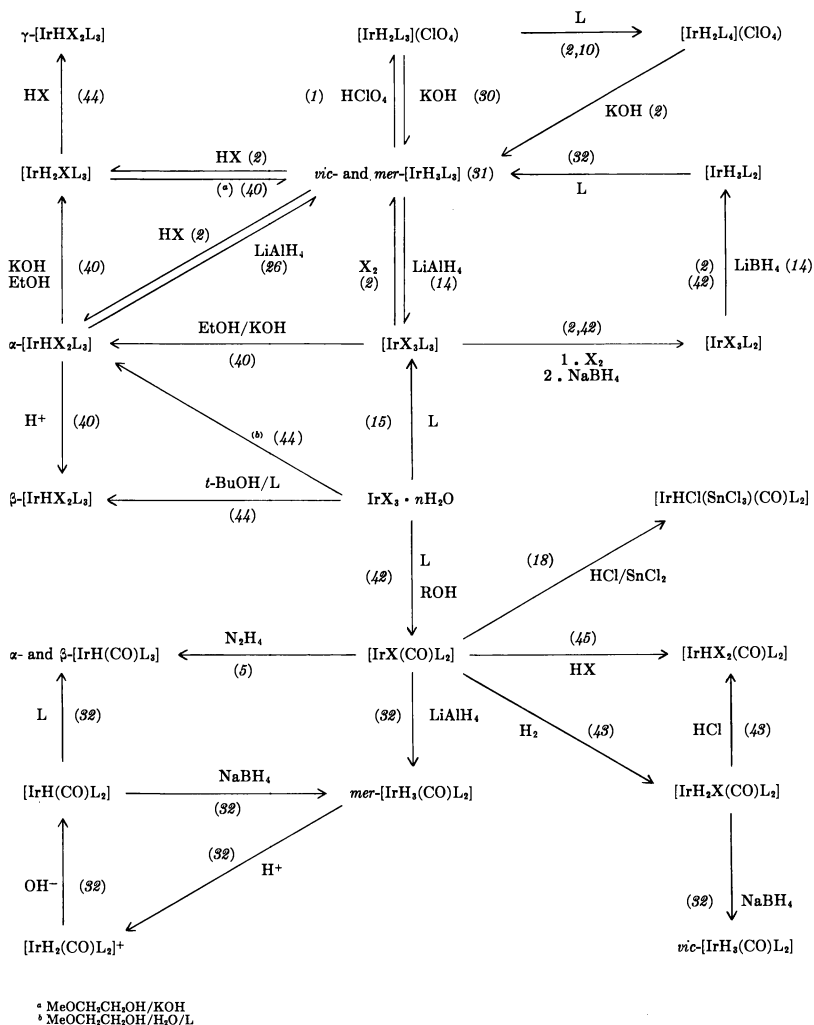 γ-[IrHX₂L₃] [IrH₂L₃](ClO₄) L (2,10) [IrH₂L₄](ClO₄)
HX (44) (1) HClO₄ KOH (30) KOH (2)
[IrH₂XL₃] HX (2) (ᵃ) (40) vic- and mer-[IrH₃L₃] (31) (32) L [IrH₃L₂]
KOH EtOH (40) HX (2) LiAlH₄ (26) X₂ (2) LiAlH₄ (14) (2) (42) LiBH₄ (14)
α-[IrHX₂L₃] EtOH/KOH (40) [IrX₃L₃] (2,42) 1. X₂ 2. NaBH₄ [IrX₃L₂]
H⁺ (40) (ᵇ) (44) (15) L
β-[IrHX₂L₃] t-BuOH/L (44) IrX₃ • nH₂O [IrHCl(SnCl₃)(CO)L₂]
(42) L ROH (18) HCl/SnCl₂
α- and β-[IrH(CO)L₃] N₂H₄ (5) [IrX(CO)L₂] (45) HX [IrHX₂(CO)L₂]
L (32) (32) LiAlH₄ H₂ (43) HCl (43)
[IrH(CO)L₂] NaBH₄ (32) mer-[IrH₃(CO)L₂] [IrH₂X(CO)L₂]
OH⁻ (32) (32) H⁺ (32) NaBH₄
[IrH₂(CO)L₂]⁺ vic-[IrH₃(CO)L₂]
ᵃ MeOCH₂CH₂OH/KOH
ᵇ MeOCH₂CH₂OH/H₂O/L